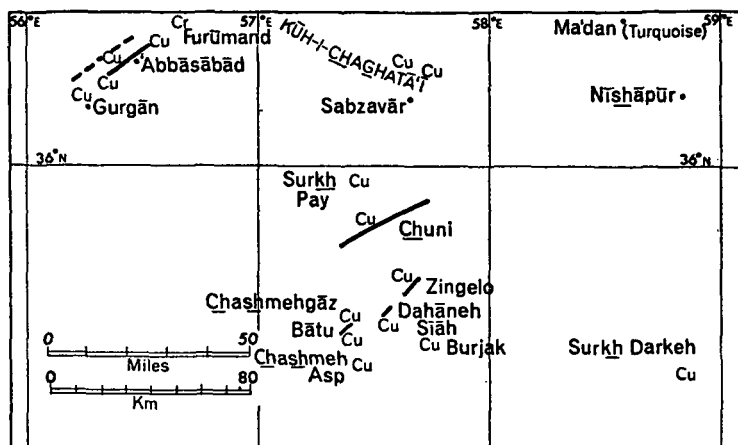 56°E 57°E 58°E 59°E
Cr
Cu Furūmand
Cu ʻAbbāsābād
Cu
Cu
Gurgān
KŪH-I-CHAGHATĀ'Ī
Cu
Cu
Sabzavār
Ma'dan (Turquoise)
Nīshāpūr
36°N 36°N
Surkh Cu
Pay
Cu
Chuni
Cu
Zingelo
Chashmehgāz
Cu
Bātu
Cu
Dahāneh
Cu Sīāh
Cu Burjak
Chashmeh Cu
Asp
Surkh Darkeh
Cu
0 50
Miles
0 80
Km